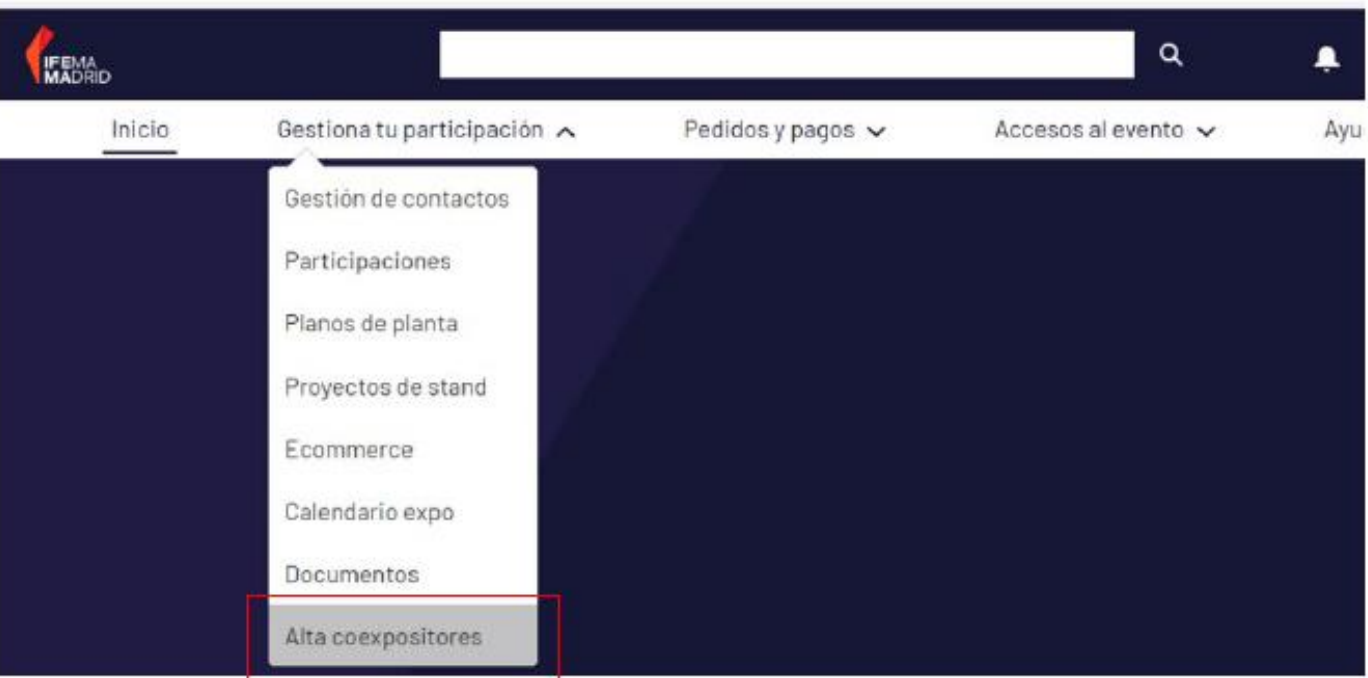 IFEMA
MADRID
Inicio Gestiona tu participación Pedidos y pagos Accesos al evento Ayu
Gestión de contactos
Participaciones
Planos de planta
Proyectos de stand
Ecommerce
Calendario expo
Documentos
Alta coexpositores